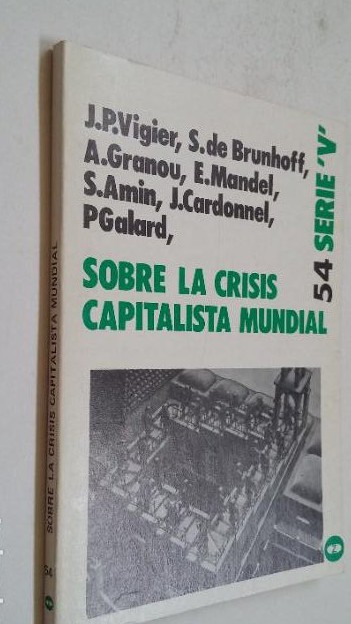 J.P.Vigier, S.de Brunhoff,
A.Granou, E.Mandel,
S.Amin, J.Cardonnel,
P.Galard,
54 SERIE 'V'
SOBRE LA CRISIS
CAPITALISTA MUNDIAL
SOBRE LA CRISIS CAPITALISTA MUNDIAL
54